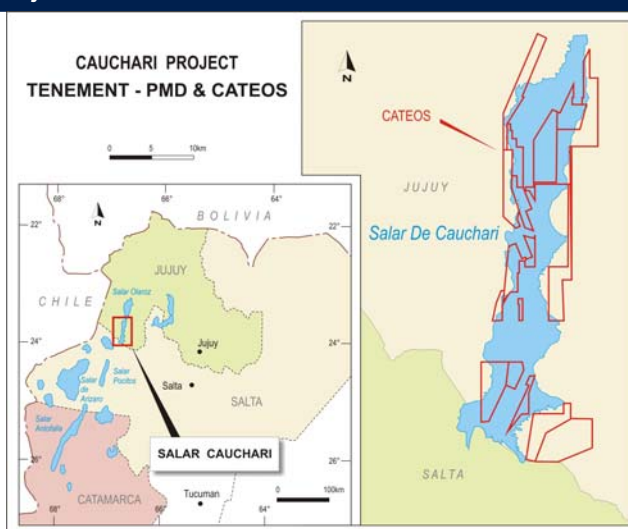 CAUCHARI PROJECT
TENEMENT - PMD & CATEOS
N
0 5 10km
CATEOS
JUJUY
Salar De Cauchari
SALTA
68° 66° 64°
N
BOLIVIA
22° 22°
JUJUY
CHILE
Salar Olaroz
24° 24°
Jujuy
Salar
Pocitos
Salta
Salar
de
Arizaro
SALTA
Salar
Antofalla
SALAR CAUCHARI
26° 26°
CATAMARCA
Tucuman
0 100km
68° 66° 64°